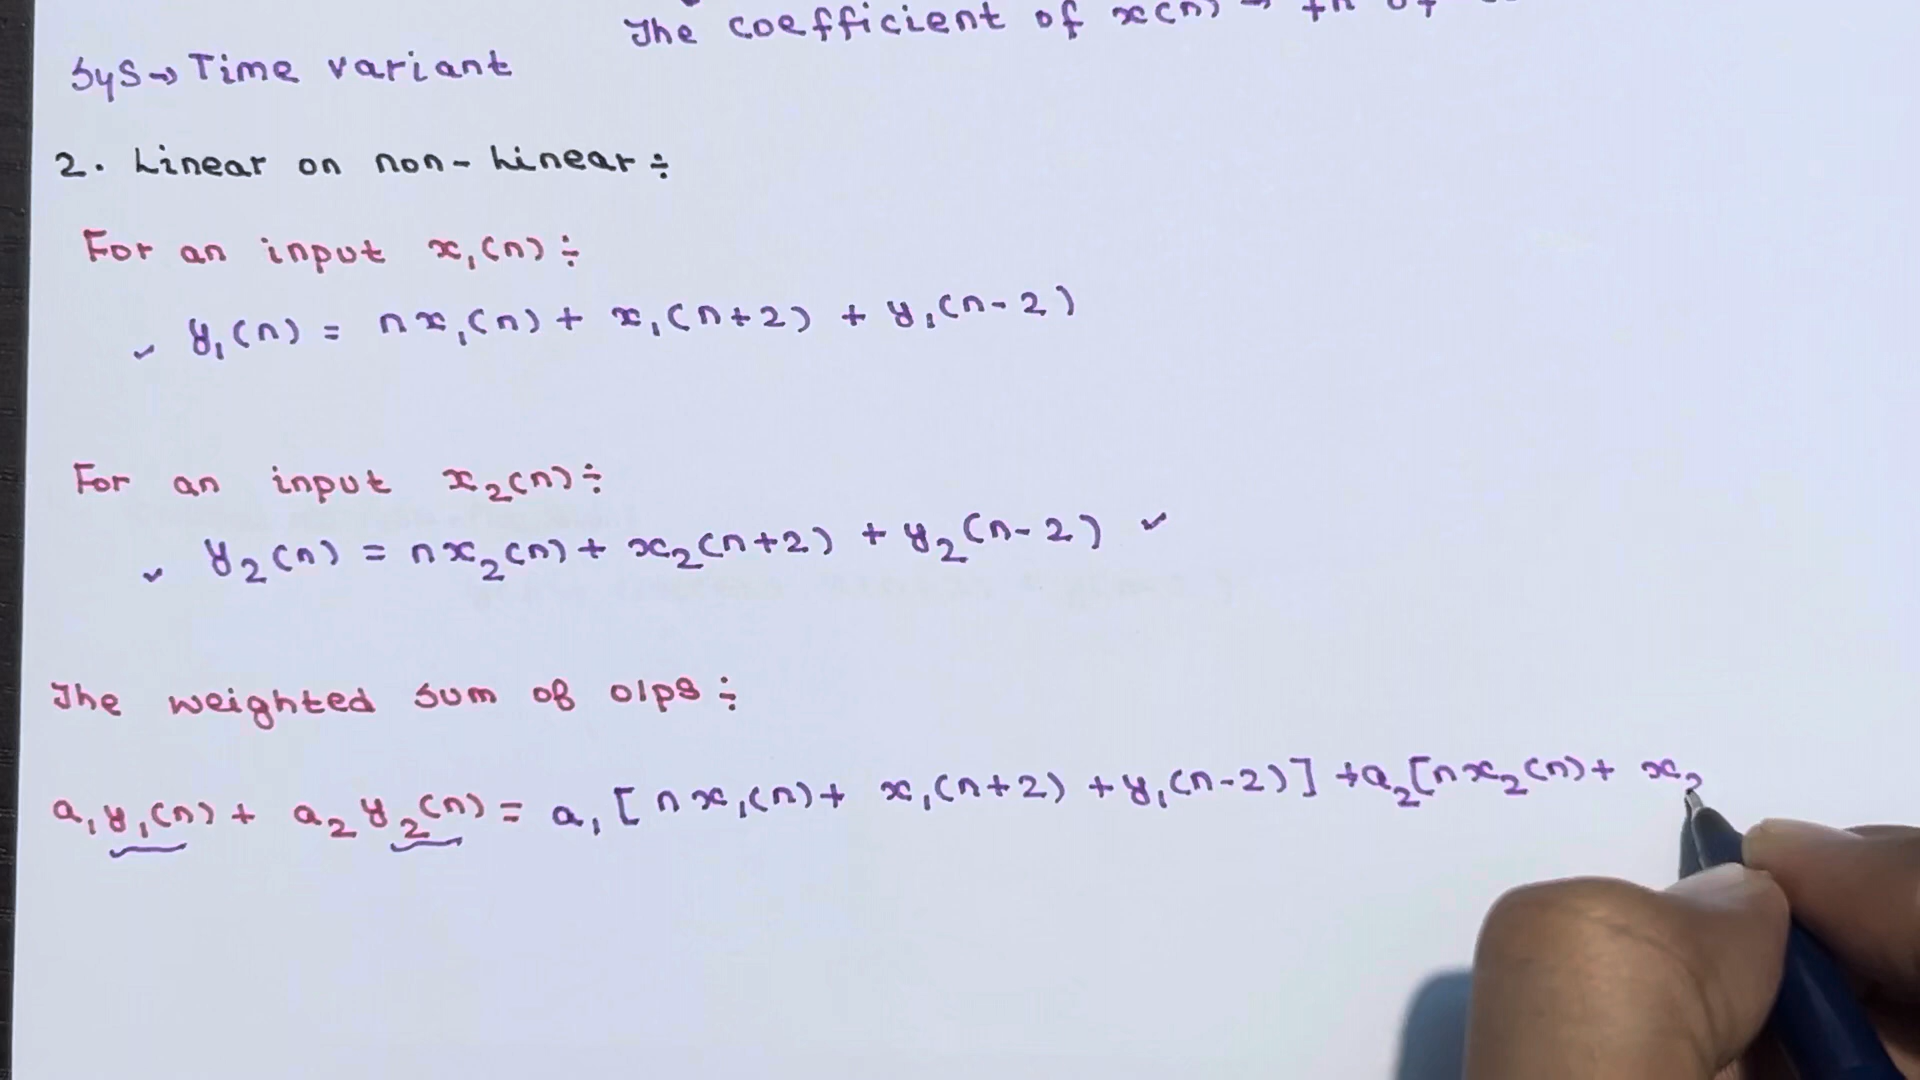 The coefficient of x(n) →
Sys → Time variant
2. Linear on non-Linear÷
For an input x₁(n)÷
y₁(n) = nx₁(n) + x₁(n+2) + y₁(n-2)
For an input x₂(n)÷
y₂(n) = nx₂(n) + x₂(n+2) + y₂(n-2)
The weighted sum of o/ps÷
a₁y₁(n) + a₂y₂(n) = a₁[nx₁(n) + x₁(n+2) + y₁(n-2)] + a₂[nx₂(n) + x₂